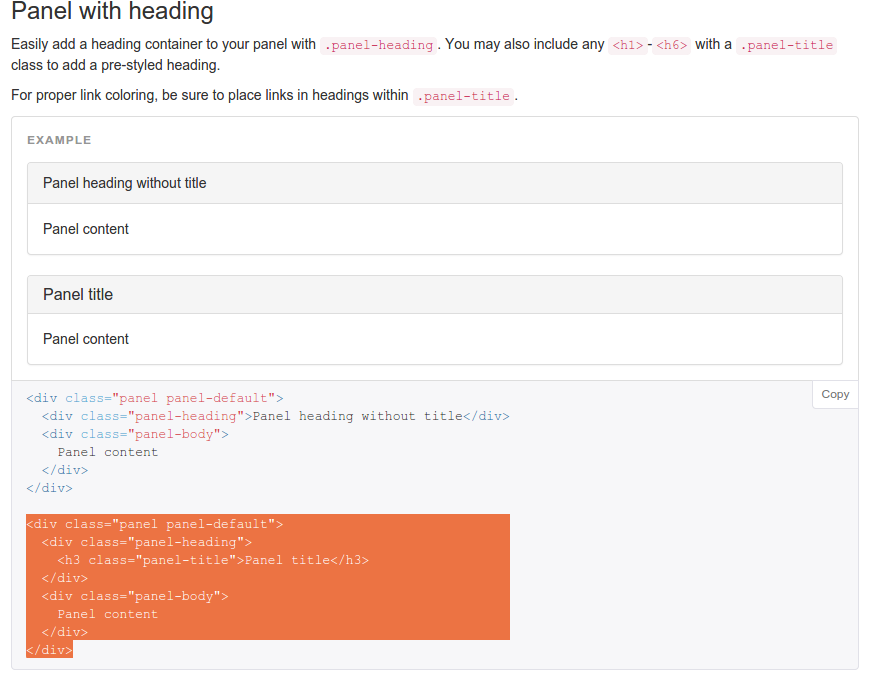 Panel with heading
Easily add a heading container to your panel with .panel-heading. You may also include any <h1>-<h6> with a .panel-title
class to add a pre-styled heading.
For proper link coloring, be sure to place links in headings within .panel-title.
EXAMPLE
Panel heading without title
Panel content
Panel title
Panel content
Copy
<div class="panel panel-default">
  <div class="panel-heading">Panel heading without title</div>
  <div class="panel-body">
    Panel content
  </div>
</div>

<div class="panel panel-default">
  <div class="panel-heading">
    <h3 class="panel-title">Panel title</h3>
  </div>
  <div class="panel-body">
    Panel content
  </div>
</div>